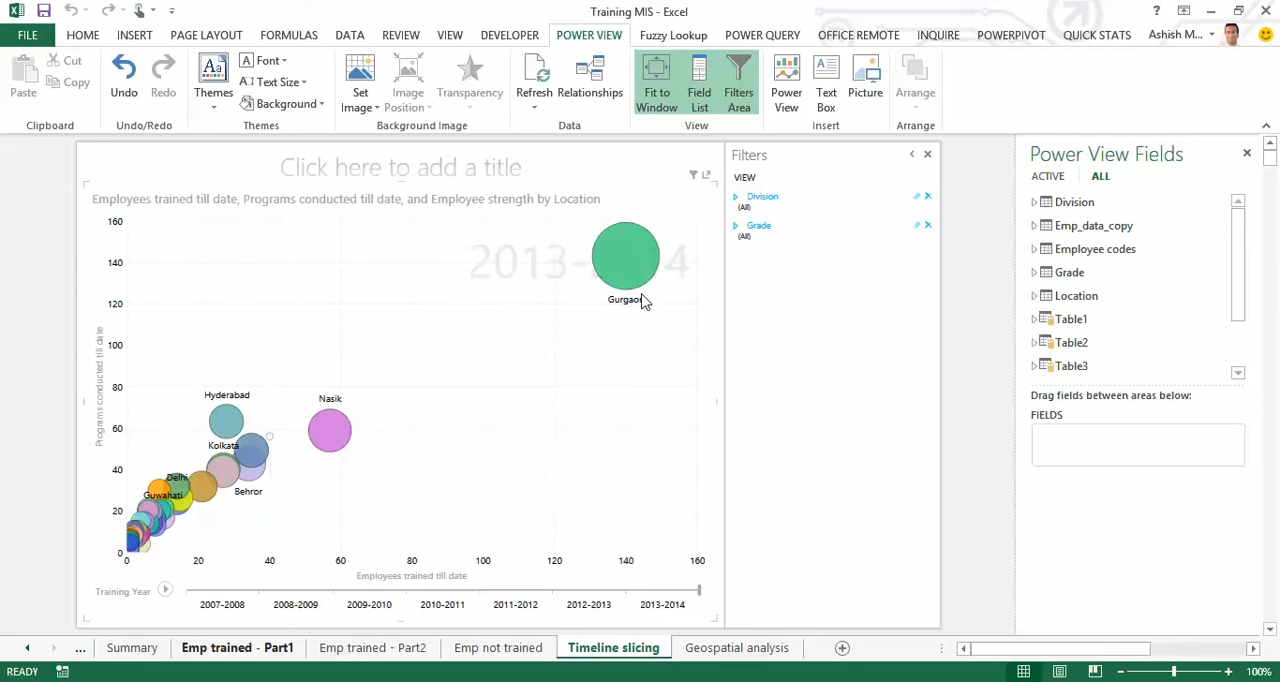 Training MIS - Excel
FILE HOME INSERT PAGE LAYOUT FORMULAS DATA REVIEW VIEW DEVELOPER POWER VIEW Fuzzy Lookup POWER QUERY OFFICE REMOTE INQUIRE POWERPIVOT QUICK STATS Ashish M...
Paste Cut Copy
Clipboard
Undo Redo
Undo/Redo
Themes Font Text Size Background
Themes
Set Image Image Position Transparency
Background Image
Refresh Relationships
Data
Fit to Window Field List Filters Area
View
Power View Text Box Picture
Insert
Arrange
Arrange
Click here to add a title
Employees trained till date, Programs conducted till date, and Employee strength by Location
2013-2014
Programs conducted till date
160
140
120
100
80
60
40
20
0
Gurgaon
Hyderabad
Nasik
Kolkata
Behror
Delhi
Guwahati
0 20 40 60 80 100 120 140 160
Employees trained till date
Training Year
2007-2008 2008-2009 2009-2010 2010-2011 2011-2012 2012-2013 2013-2014
Filters
VIEW
Division
(All)
Grade
(All)
Power View Fields
ACTIVE ALL
Division
Emp_data_copy
Employee codes
Grade
Location
Table1
Table2
Table3
Drag fields between areas below:
FIELDS
... Summary Emp trained - Part1 Emp trained - Part2 Emp not trained Timeline slicing Geospatial analysis
READY
100%